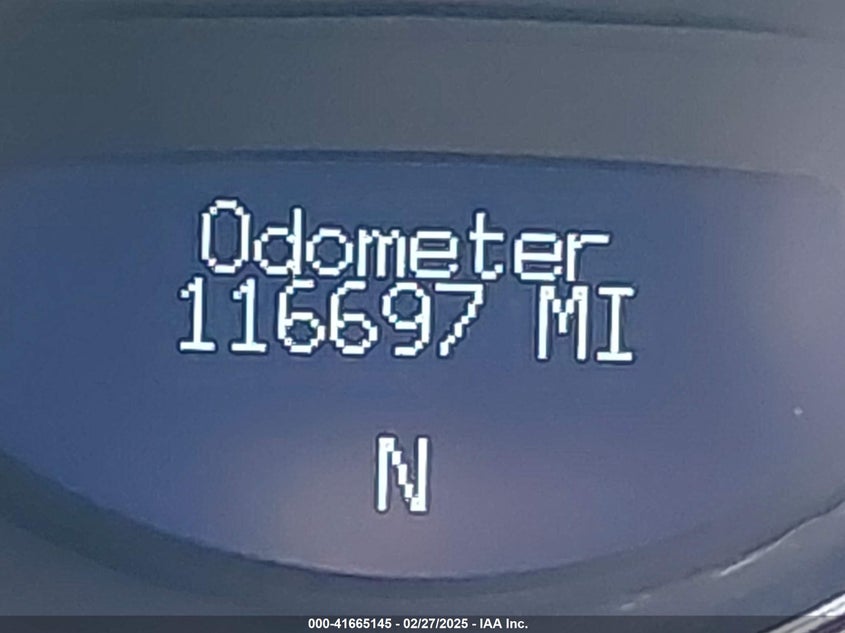 Odometer
116697 MI
N
000-41665145 - 02/27/2025 - IAA Inc.